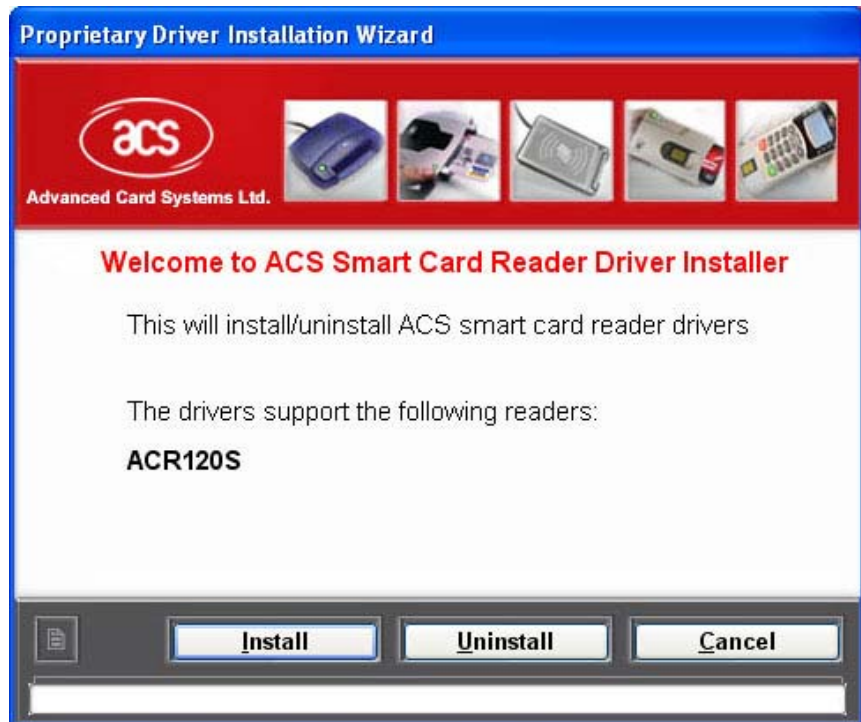 Proprietary Driver Installation Wizard
acs
Advanced Card Systems Ltd.
Welcome to ACS Smart Card Reader Driver Installer
This will install/uninstall ACS smart card reader drivers
The drivers support the following readers:
ACR120S
Install Uninstall Cancel